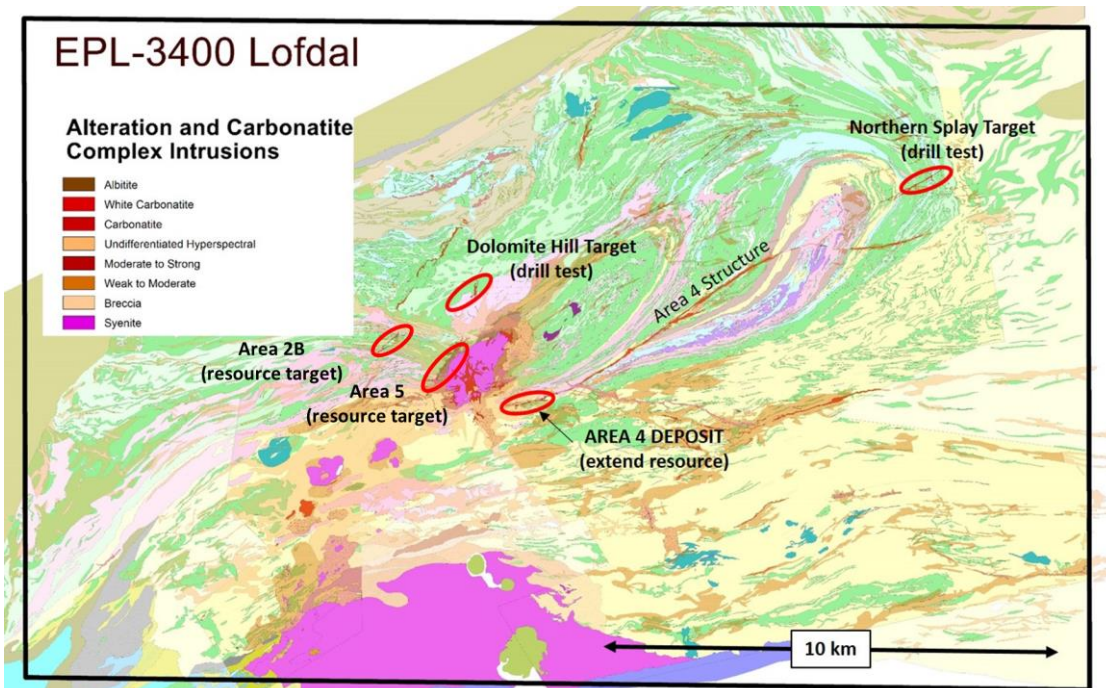 EPL-3400 Lofdal
Alteration and Carbonatite
Complex Intrusions
Albitite
White Carbonatite
Carbonatite
Undifferentiated Hyperspectral
Moderate to Strong
Weak to Moderate
Breccia
Syenite
Northern Splay Target
(drill test)
Dolomite Hill Target
(drill test)
Area 4 Structure
Area 2B
(resource target)
Area 5
(resource target)
AREA 4 DEPOSIT
(extend resource)
10 km